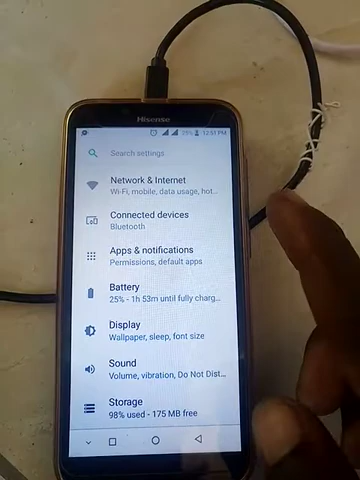 Hisense
25% 12:51 PM
Search settings
Network & Internet
Wi-Fi, mobile, data usage, hot...
Connected devices
Bluetooth
Apps & notifications
Permissions, default apps
Battery
25% - 1h 53m until fully charg...
Display
Wallpaper, sleep, font size
Sound
Volume, vibration, Do Not Dist...
Storage
98% used - 175 MB free